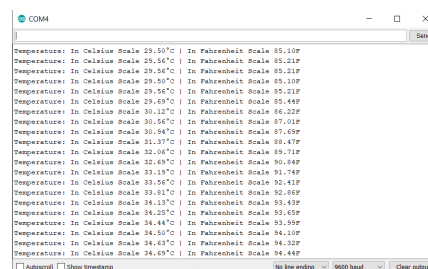 COM4
Send
Temperature: In Celsius Scale 29.50°C | In Fahrenheit Scale 85.10F
Temperature: In Celsius Scale 29.56°C | In Fahrenheit Scale 85.21F
Temperature: In Celsius Scale 29.56°C | In Fahrenheit Scale 85.21F
Temperature: In Celsius Scale 29.50°C | In Fahrenheit Scale 85.10F
Temperature: In Celsius Scale 29.56°C | In Fahrenheit Scale 85.21F
Temperature: In Celsius Scale 29.69°C | In Fahrenheit Scale 85.44F
Temperature: In Celsius Scale 30.12°C | In Fahrenheit Scale 86.22F
Temperature: In Celsius Scale 30.56°C | In Fahrenheit Scale 87.01F
Temperature: In Celsius Scale 30.94°C | In Fahrenheit Scale 87.69F
Temperature: In Celsius Scale 31.37°C | In Fahrenheit Scale 88.47F
Temperature: In Celsius Scale 32.06°C | In Fahrenheit Scale 89.71F
Temperature: In Celsius Scale 32.69°C | In Fahrenheit Scale 90.84F
Temperature: In Celsius Scale 33.19°C | In Fahrenheit Scale 91.74F
Temperature: In Celsius Scale 33.56°C | In Fahrenheit Scale 92.41F
Temperature: In Celsius Scale 33.81°C | In Fahrenheit Scale 92.86F
Temperature: In Celsius Scale 34.13°C | In Fahrenheit Scale 93.43F
Temperature: In Celsius Scale 34.25°C | In Fahrenheit Scale 93.65F
Temperature: In Celsius Scale 34.44°C | In Fahrenheit Scale 93.99F
Temperature: In Celsius Scale 34.50°C | In Fahrenheit Scale 94.10F
Temperature: In Celsius Scale 34.63°C | In Fahrenheit Scale 94.32F
Temperature: In Celsius Scale 34.69°C | In Fahrenheit Scale 94.44F
Autoscroll Show timestamp No line ending 9600 baud Clear output